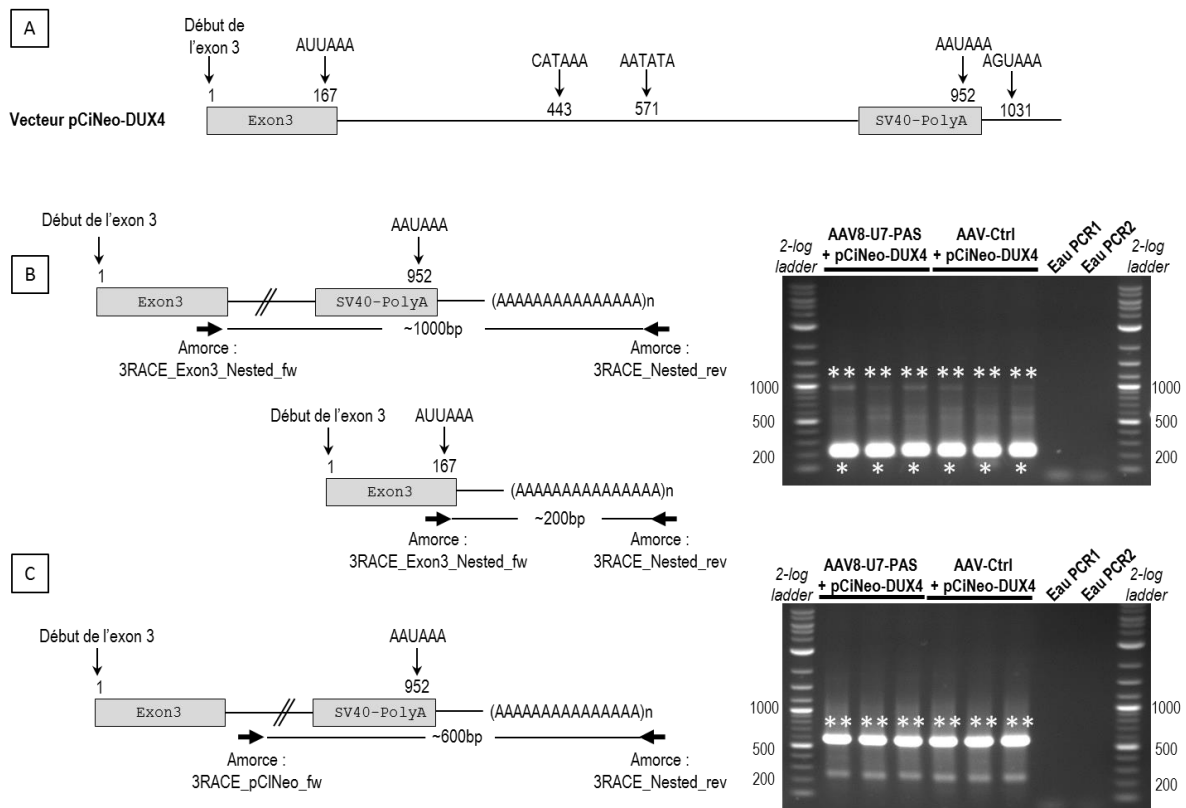 A
Début de
l'exon 3
AUUAAA
CATAAA
AATATA
AAUAAA
AGUAAA
1
167
443
571
952
1031
Vecteur pCiNeo-DUX4
Exon3
SV40-PolyA
B
Début de l'exon 3
AAUAAA
1
952
Exon3
SV40-PolyA
(AAAAAAAAAAAAAAA)n
~1000bp
Amorce :
3RACE_Exon3_Nested_fw
Amorce :
3RACE_Nested_rev
Début de l'exon 3
AUUAAA
1
167
Exon3
(AAAAAAAAAAAAAAA)n
~200bp
Amorce :
3RACE_Exon3_Nested_fw
Amorce :
3RACE_Nested_rev
2-log
ladder
AAV8-U7-PAS
+ pCiNeo-DUX4
AAV-Ctrl
+ pCiNeo-DUX4
Eau PCR1
Eau PCR2
2-log
ladder
** ** ** ** ** **
1000
1000
500
500
200
200
* * * * * *
C
Début de l'exon 3
AAUAAA
1
952
Exon3
SV40-PolyA
(AAAAAAAAAAAAAAA)n
~600bp
Amorce :
3RACE_pCINeo_fw
Amorce :
3RACE_Nested_rev
2-log
ladder
AAV8-U7-PAS
+ pCiNeo-DUX4
AAV-Ctrl
+ pCiNeo-DUX4
Eau PCR1
Eau PCR2
2-log
ladder
1000
1000
** ** ** ** ** **
500
500
200
200